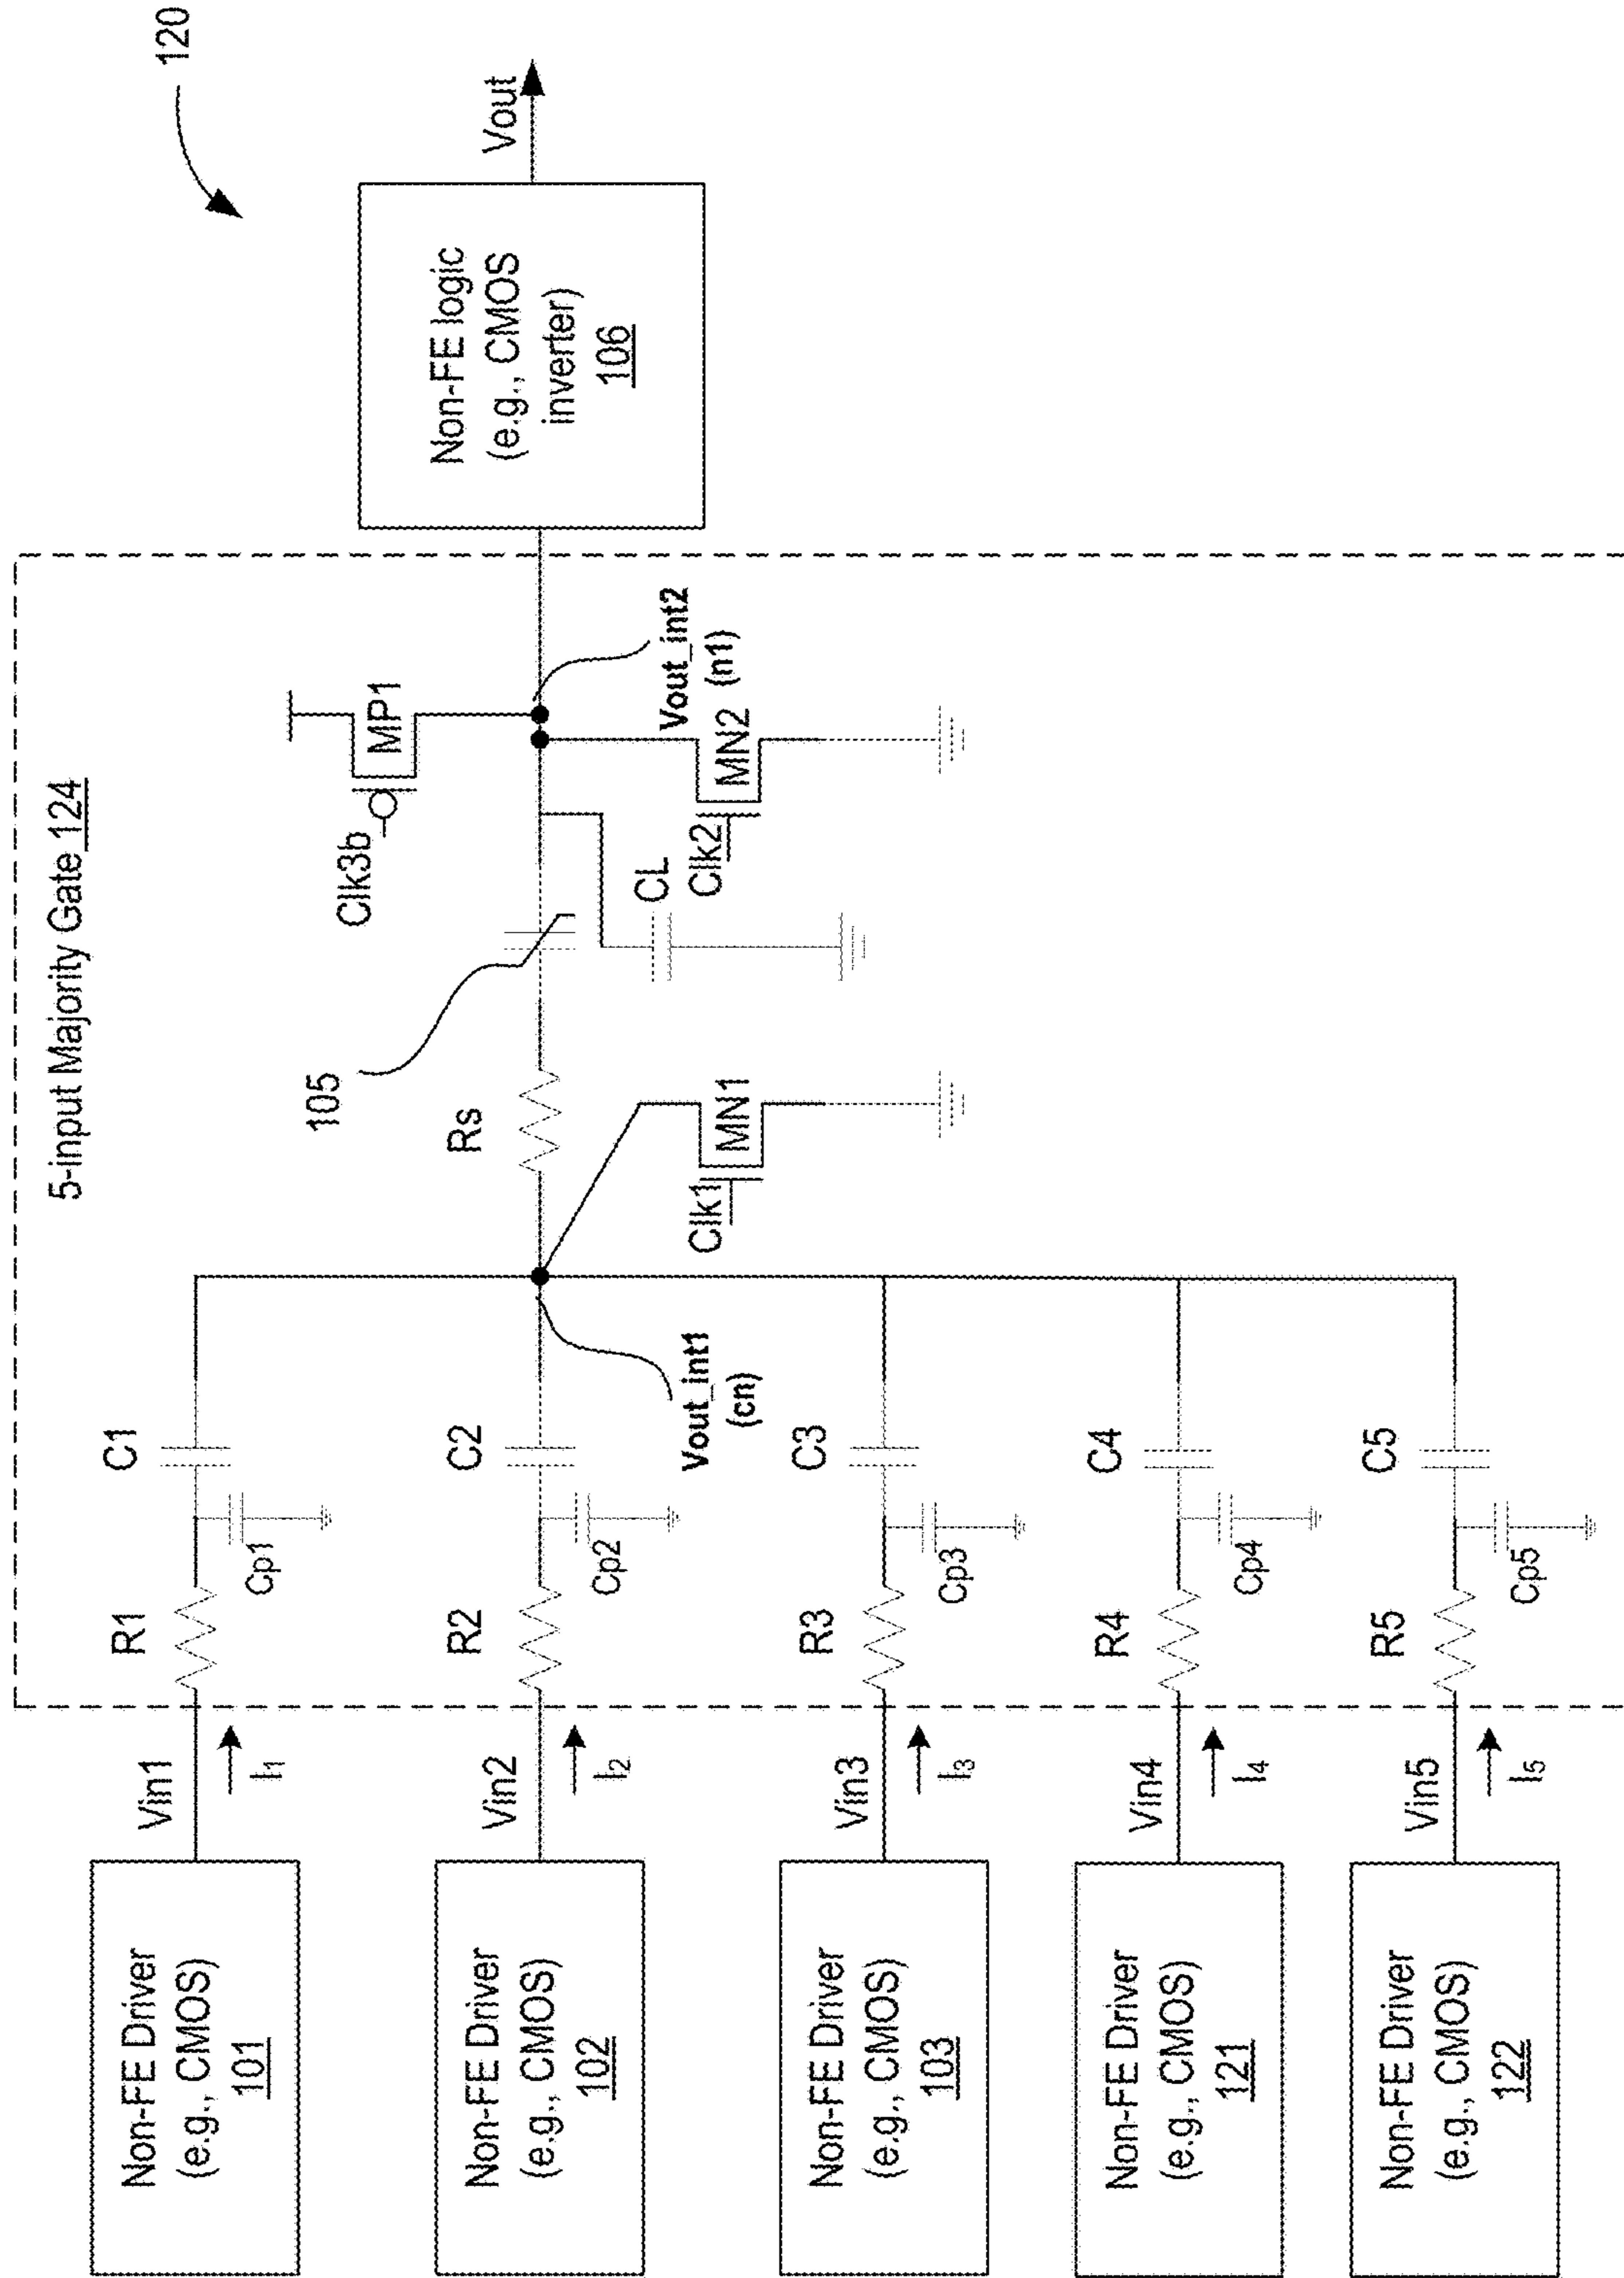 120
5-input Majority Gate 124
Non-FE Driver
(e.g., CMOS)
101
Vin1
I1
R1
Cp1
C1
Non-FE Driver
(e.g., CMOS)
102
Vin2
I2
R2
Cp2
C2
Vout_int1
(cn)
Non-FE Driver
(e.g., CMOS)
103
Vin3
I3
R3
Cp3
C3
Non-FE Driver
(e.g., CMOS)
121
Vin4
I4
R4
Cp4
C4
Non-FE Driver
(e.g., CMOS)
122
Vin5
I5
R5
Cp5
C5
Rs
105
Clk1
MN1
CL
Clk3b
MP1
Clk2
MN2
Vout_int2
(n1)
Non-FE logic
(e.g., CMOS
inverter)
106
Vout